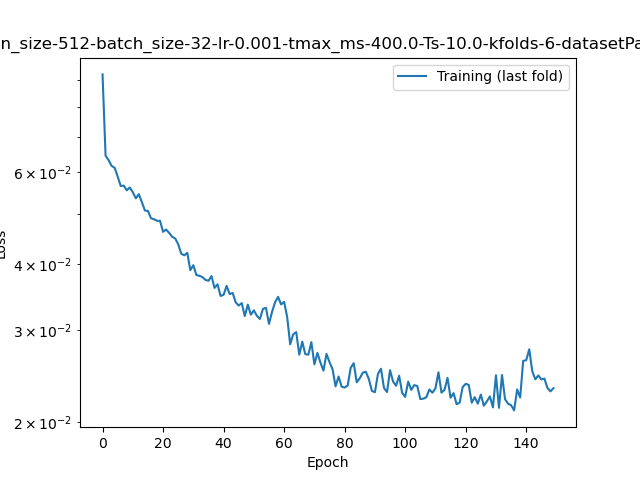 n_size-512-batch_size-32-lr-0.001-tmax_ms-400.0-Ts-10.0-kfolds-6-datasetPa
Training (last fold)
6 × 10⁻²
4 × 10⁻²
3 × 10⁻²
2 × 10⁻²
Loss
0 20 40 60 80 100 120 140
Epoch